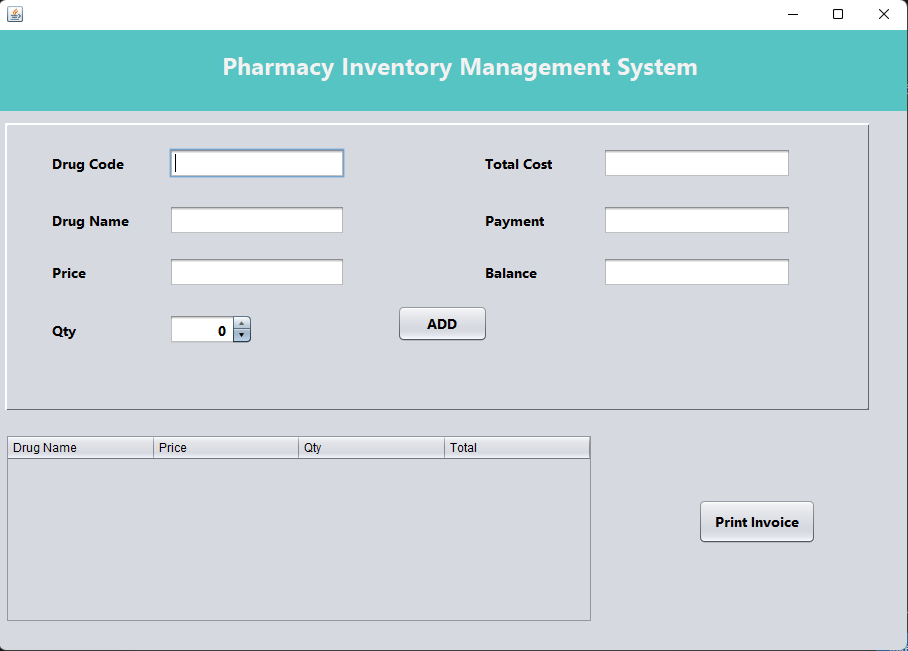 Pharmacy Inventory Management System
Drug Code
Total Cost
Drug Name
Payment
Price
Balance
Qty
0
ADD
Drug Name Price Qty Total
Print Invoice